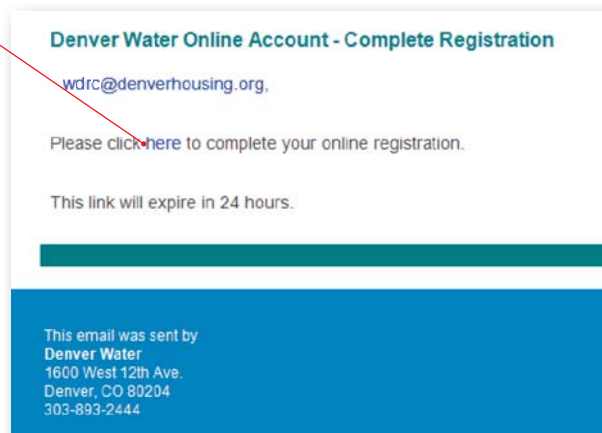 Denver Water Online Account - Complete Registration
wdrc@denverhousing.org,
Please click here to complete your online registration.
This link will expire in 24 hours.
This email was sent by
Denver Water
1600 West 12th Ave.
Denver, CO 80204
303-893-2444